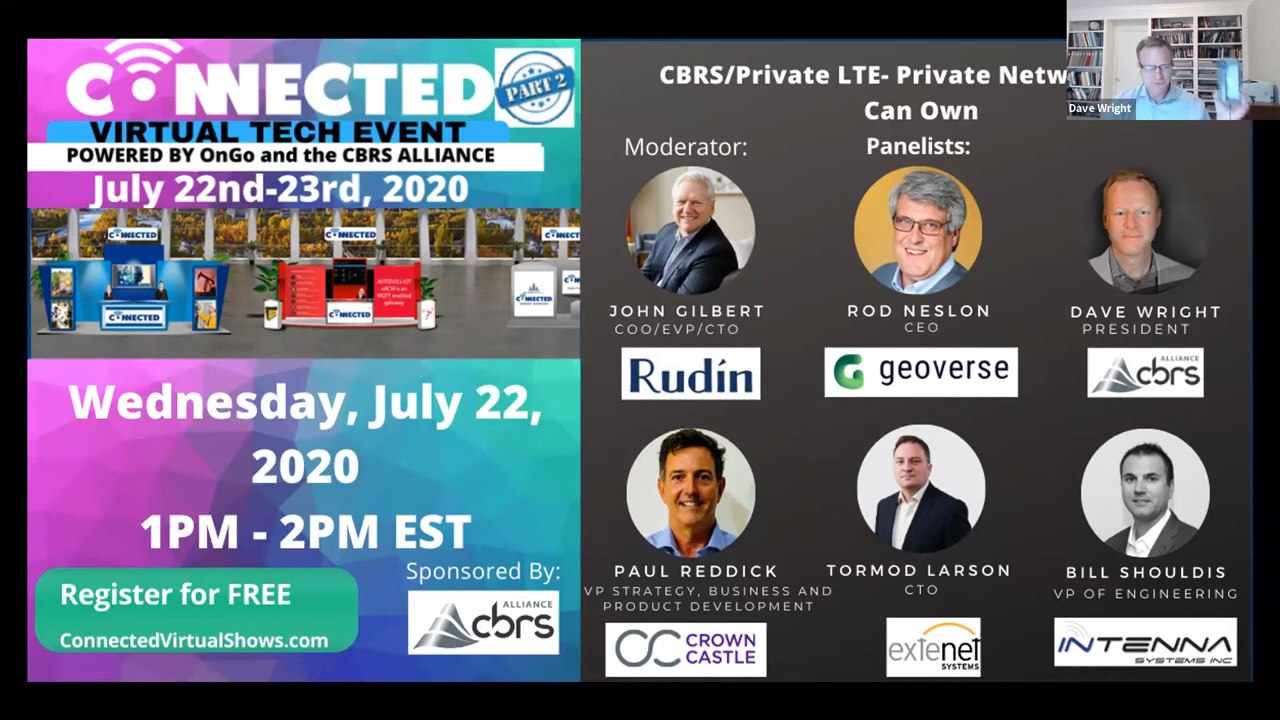 CONNECTED
PART 2
VIRTUAL TECH EVENT
POWERED BY OnGo and the CBRS ALLIANCE
July 22nd-23rd, 2020
CONNECTED
CONNECTED
CONNECTED
CONNECTED
CONNECTED
Wednesday, July 22,
2020
1PM - 2PM EST
Register for FREE
ConnectedVirtualShows.com
Sponsored By:
ALLIANCE
cbrs
CBRS/Private LTE- Private Netw
Can Own
Dave Wright
Moderator:
Panelists:
JOHN GILBERT
COO/EVP/CTO
Rudin
ROD NESLON
CEO
geoverse
DAVE WRIGHT
PRESIDENT
ALLIANCE
cbrs
PAUL REDDICK
VP STRATEGY, BUSINESS AND
PRODUCT DEVELOPMENT
CROWN
CASTLE
TORMOD LARSON
CTO
extenet
SYSTEMS
BILL SHOULDIS
VP OF ENGINEERING
INTENNA
SYSTEMS INC